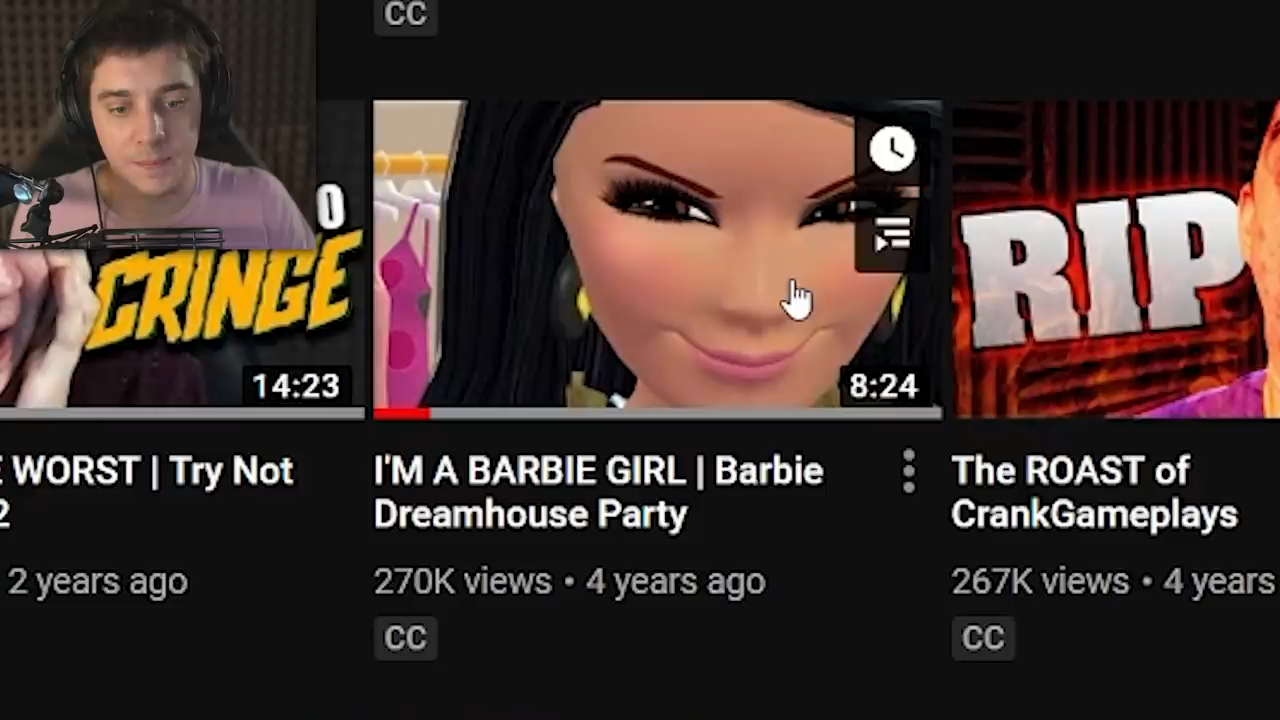 CC
0
CRINGE
RIP
14:23
8:24
E WORST | Try Not
2
I'M A BARBIE GIRL | Barbie
Dreamhouse Party
The ROAST of
CrankGameplays
2 years ago
270K views • 4 years ago
267K views • 4 years
CC
CC